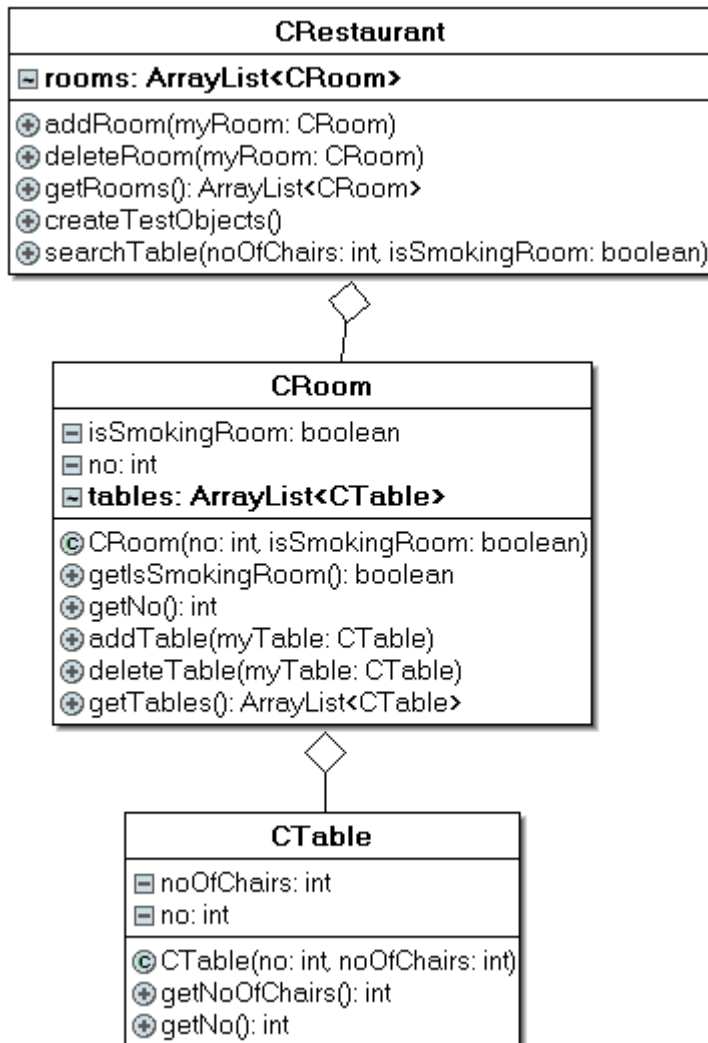 CRestaurant
rooms: ArrayList<CRoom>
addRoom(myRoom: CRoom)
deleteRoom(myRoom: CRoom)
getRooms(): ArrayList<CRoom>
createTestObjects()
searchTable(noOfChairs: int, isSmokingRoom: boolean)
CRoom
isSmokingRoom: boolean
no: int
tables: ArrayList<CTable>
CRoom(no: int, isSmokingRoom: boolean)
getIsSmokingRoom(): boolean
getNo(): int
addTable(myTable: CTable)
deleteTable(myTable: CTable)
getTables(): ArrayList<CTable>
CTable
noOfChairs: int
no: int
CTable(no: int, noOfChairs: int)
getNoOfChairs(): int
getNo(): int